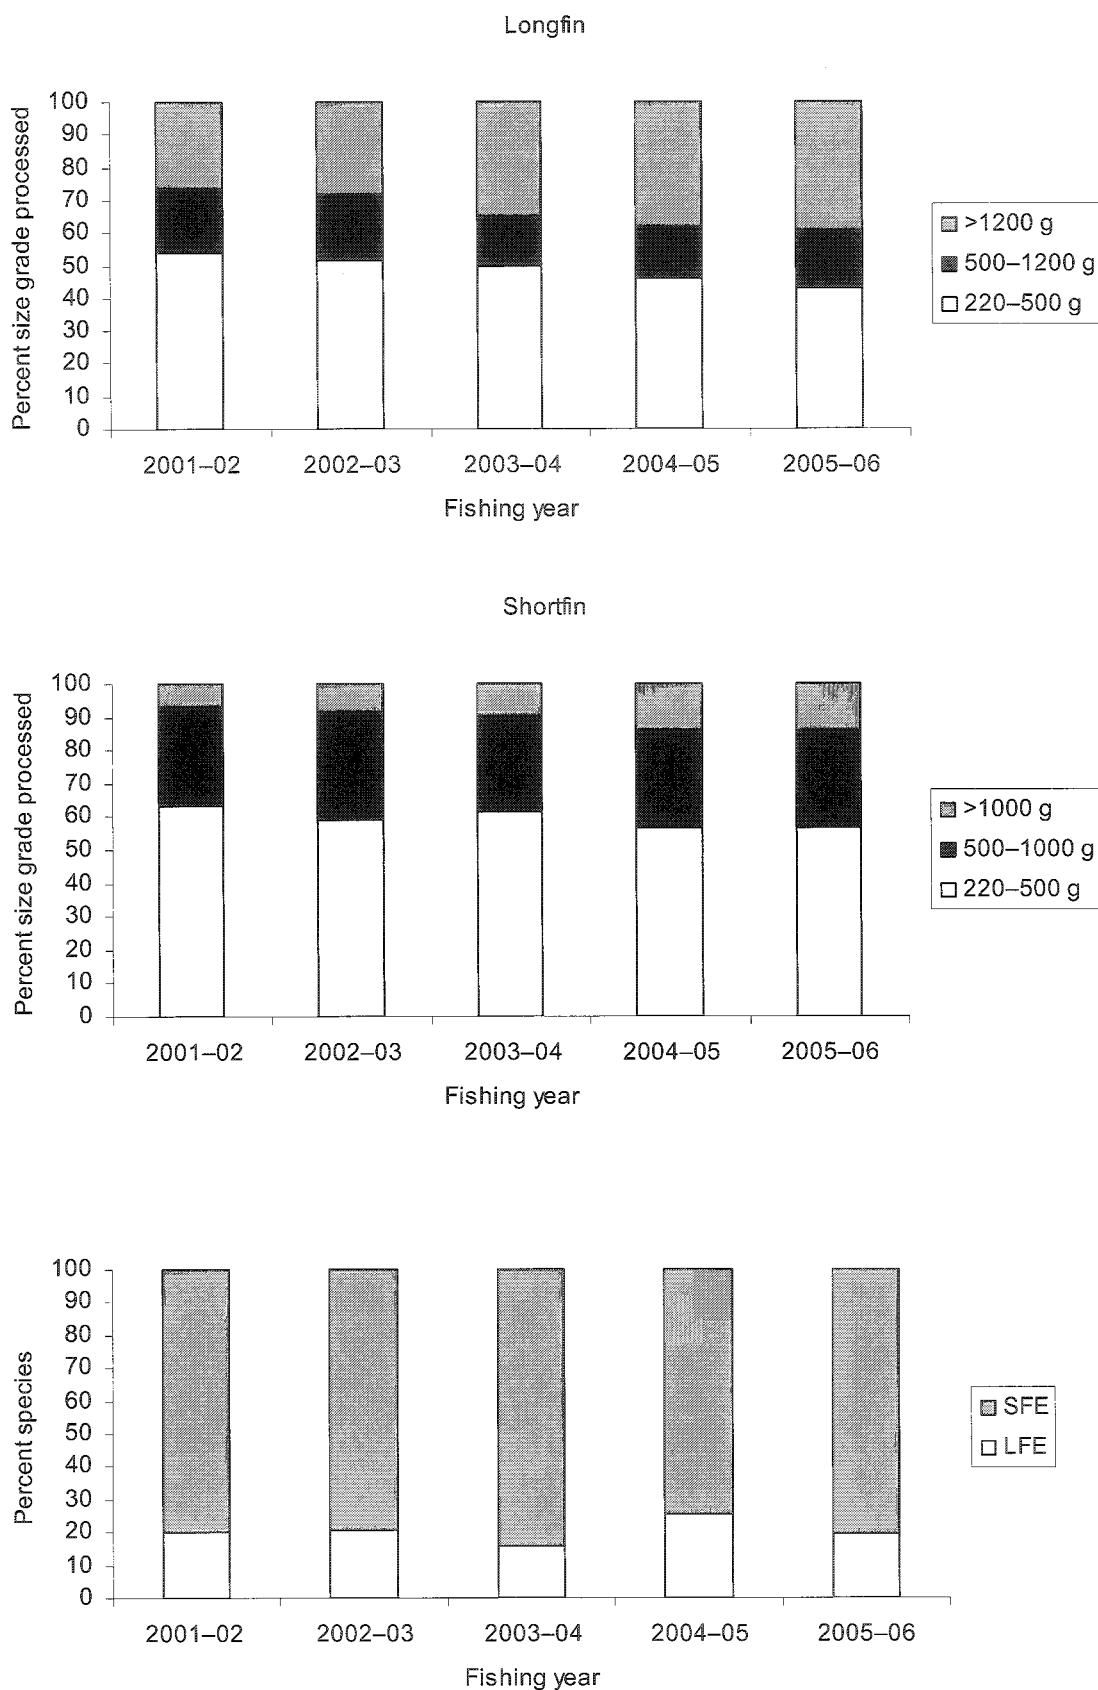 Longfin
Percent size grade processed
100
90
80
70
60
50
40
30
20
10
0
2001–02 2002–03 2003–04 2004–05 2005–06
Fishing year
>1200 g
500–1200 g
220–500 g
Shortfin
Percent size grade processed
100
90
80
70
60
50
40
30
20
10
0
2001–02 2002–03 2003–04 2004–05 2005–06
Fishing year
>1000 g
500–1000 g
220–500 g
Percent species
100
90
80
70
60
50
40
30
20
10
0
2001–02 2002–03 2003–04 2004–05 2005–06
Fishing year
SFE
LFE